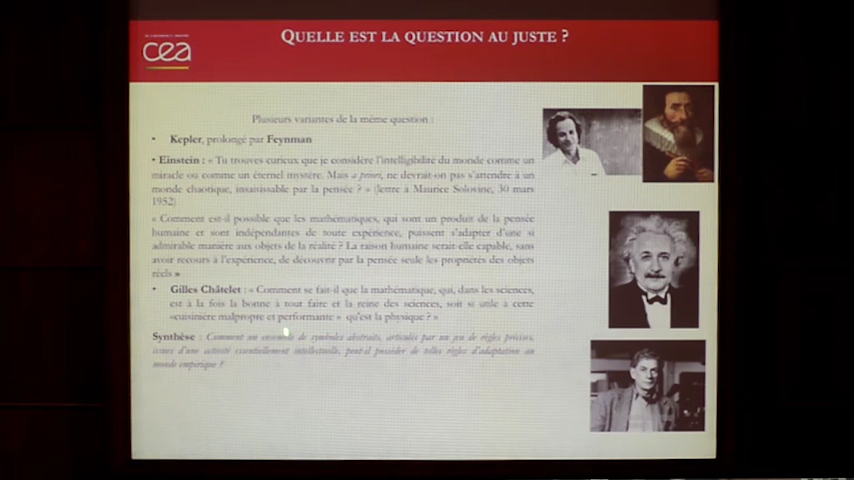 QUELLE EST LA QUESTION AU JUSTE ?
cea
Plusieurs variantes de la même question :
• Kepler, prolongé par Feynman
• Einstein : « Tu trouves curieux que je considère l'intelligibilité du monde comme un
miracle ou comme un éternel mystère. Mais a priori, ne devrait-on pas s'attendre à un
monde chaotique, insaisissable par la pensée ? » (lettre à Maurice Solovine, 30 mars
1952)
« Comment est-il possible que les mathématiques, qui sont un produit de la pensée
humaine et sont indépendantes de toute expérience, puissent s'adapter d'une si
admirable manière aux objets de la réalité ? La raison humaine serait-elle capable, sans
avoir recours à l'expérience, de découvrir par la pensée seule les propriétés des objets
réels »
• Gilles Châtelet : « Comment se fait-il que la mathématique, qui, dans les sciences,
est à la fois la bonne à tout faire et la reine des sciences, soit si utile à cette
«cuisinière malpropre et performante » qu'est la physique ? »
Synthèse : Comment un ensemble de symboles abstraits, articulés par un jeu de règles précises,
issues d'une activité essentiellement intellectuelle, peut-il posséder de telles règles d'adaptation au
monde empirique ?